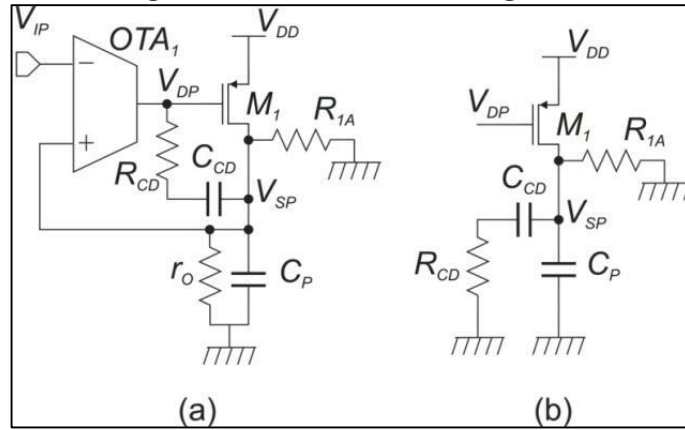 V_IP OTA_1 V_DD
V_DP M_1 R_1A
R_CD C_CD V_SP
r_O C_P
(a)
V_DD
V_DP M_1 R_1A
C_CD V_SP
R_CD C_P
(b)